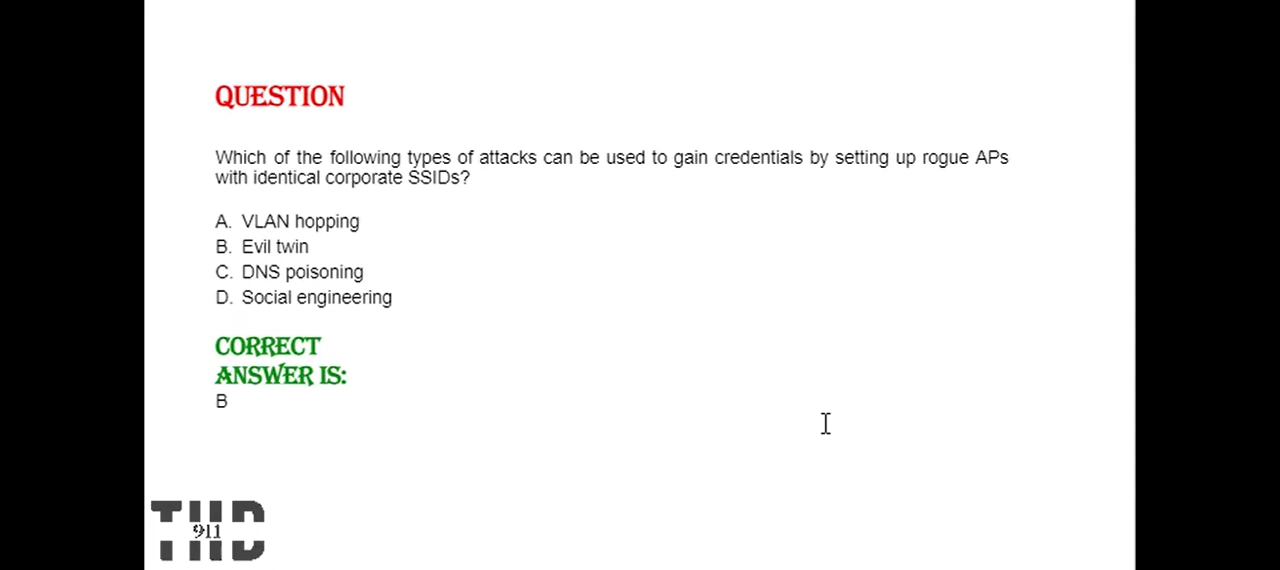 QUESTION
Which of the following types of attacks can be used to gain credentials by setting up rogue APs
with identical corporate SSIDs?
A. VLAN hopping
B. Evil twin
C. DNS poisoning
D. Social engineering
CORRECT
ANSWER IS:
B
THD
911